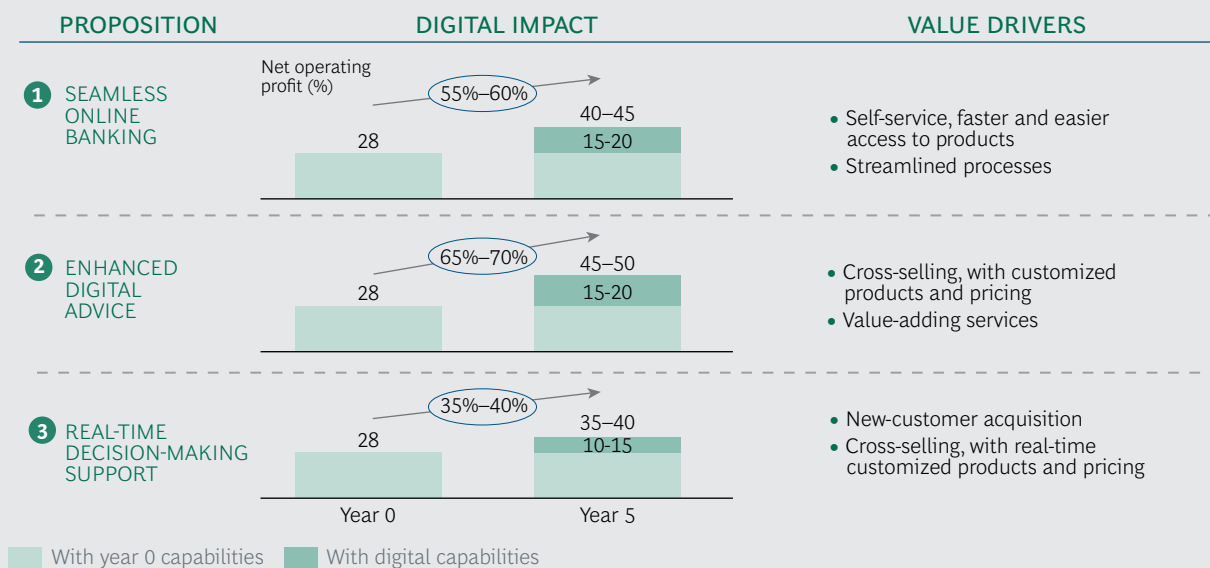 PROPOSITION
DIGITAL IMPACT
VALUE DRIVERS
1
SEAMLESS
ONLINE
BANKING
Net operating
profit (%)
55%–60%
28
40–45
15-20
• Self-service, faster and easier
access to products
• Streamlined processes
2
ENHANCED
DIGITAL
ADVICE
65%–70%
28
45–50
15-20
• Cross-selling, with customized
products and pricing
• Value-adding services
3
REAL-TIME
DECISION-MAKING
SUPPORT
35%–40%
28
35–40
10-15
• New-customer acquisition
• Cross-selling, with real-time
customized products and pricing
Year 0
Year 5
With year 0 capabilities
With digital capabilities